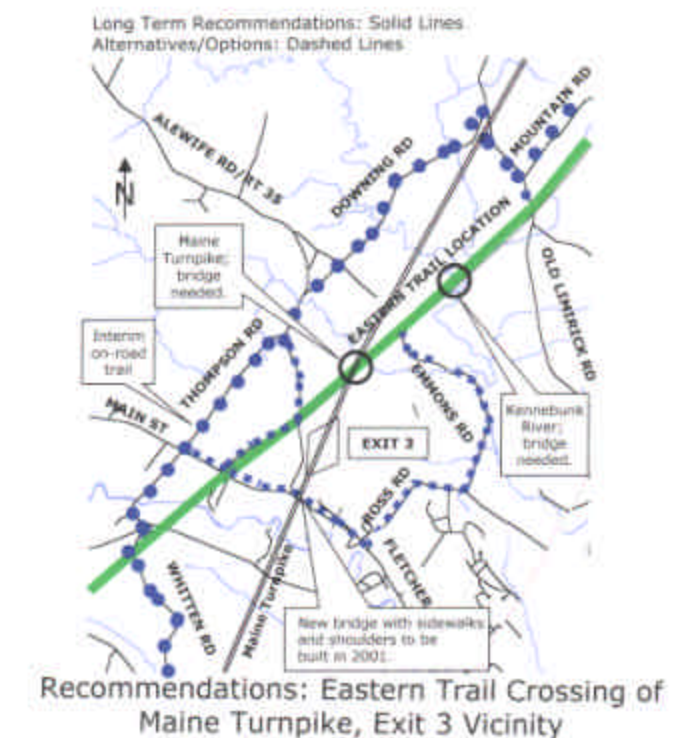 Long Term Recommendations: Solid Lines
Alternatives/Options: Dashed Lines
MOUNTAIN RD
ALEWIFE RD/RT 35
DOWNING RD
N
Maine
Turnpike;
bridge
needed.
EASTERN TRAIL LOCATION
OLD LIMIRICK RD
Interim
on-road
trail
THOMPSON RD
EMMONS RD
MAIN ST
Kennebunk
River;
bridge
needed.
EXIT 3
ROSS RD
FLETCHER
WHITTEN RD
Maine Turnpike
New bridge with sidewalks
and shoulders to be
built in 2001.
Recommendations: Eastern Trail Crossing of
Maine Turnpike, Exit 3 Vicinity